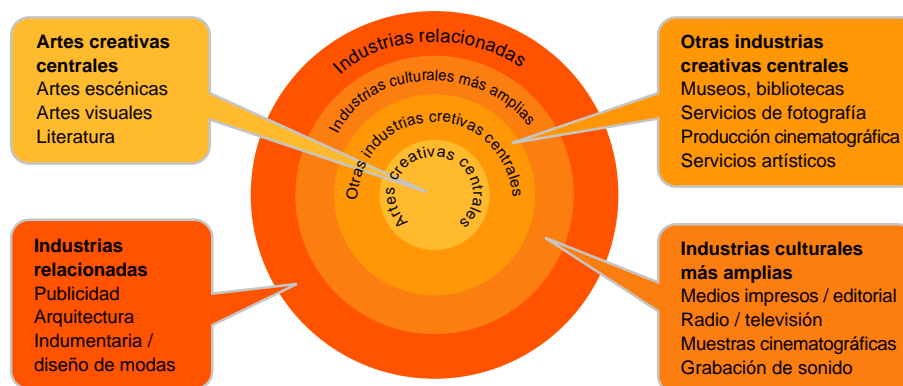 Artes creativas
centrales
Artes escénicas
Artes visuales
Literatura
Industrias relacionadas
Industrias culturales más amplias
Otras industrias cretivas centrales
Artes creativas centrales
Otras industrias
creativas centrales
Museos, bibliotecas
Servicios de fotografía
Producción cinematográfica
Servicios artísticos
Industrias
relacionadas
Publicidad
Arquitectura
Indumentaria /
diseño de modas
Industrias culturales
más amplias
Medios impresos / editorial
Radio / televisión
Muestras cinematográficas
Grabación de sonido